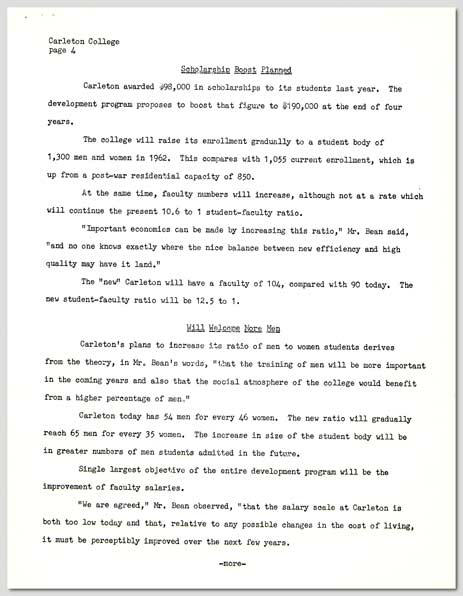 Carleton College
page 4
Scholarship Boost Planned
Carleton awarded $98,000 in scholarships to its students last year. The
development program proposes to boost that figure to $190,000 at the end of four
years.
The college will raise its enrollment gradually to a student body of
1,300 men and women in 1962. This compares with 1,055 current enrollment, which is
up from a post-war residential capacity of 850.
At the same time, faculty numbers will increase, although not at a rate which
will continue the present 10.6 to 1 student-faculty ratio.
"Important economics can be made by increasing this ratio," Mr. Bean said,
"and no one knows exactly where the nice balance between new efficiency and high
quality may have it land."
The "new" Carleton will have a faculty of 104, compared with 90 today. The
new student-faculty ratio will be 12.5 to 1.
Will Welcome More Men
Carleton's plans to increase its ratio of men to women students derives
from the theory, in Mr. Bean's words, "that the training of men will be more important
in the coming years and also that the social atmosphere of the college would benefit
from a higher percentage of men."
Carleton today has 54 men for every 46 women. The new ratio will gradually
reach 65 men for every 35 women. The increase in size of the student body will be
in greater numbers of men students admitted in the future.
Single largest objective of the entire development program will be the
improvement of faculty salaries.
"We are agreed," Mr. Bean observed, "that the salary scale at Carleton is
both too low today and that, relative to any possible changes in the cost of living,
it must be perceptibly improved over the next few years.
-more-